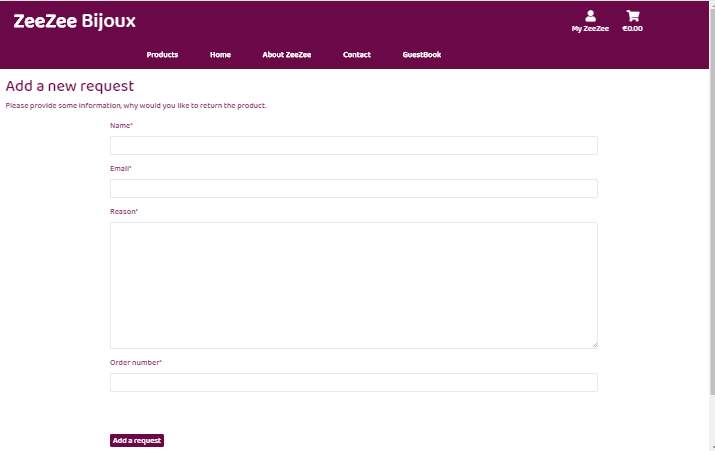 ZeeZee Bijoux
My ZeeZee €0.00
Products Home About ZeeZee Contact GuestBook
Add a new request
Please provide some information, why would you like to return the product.
Name*
Email*
Reason*
Order number*
Add a request